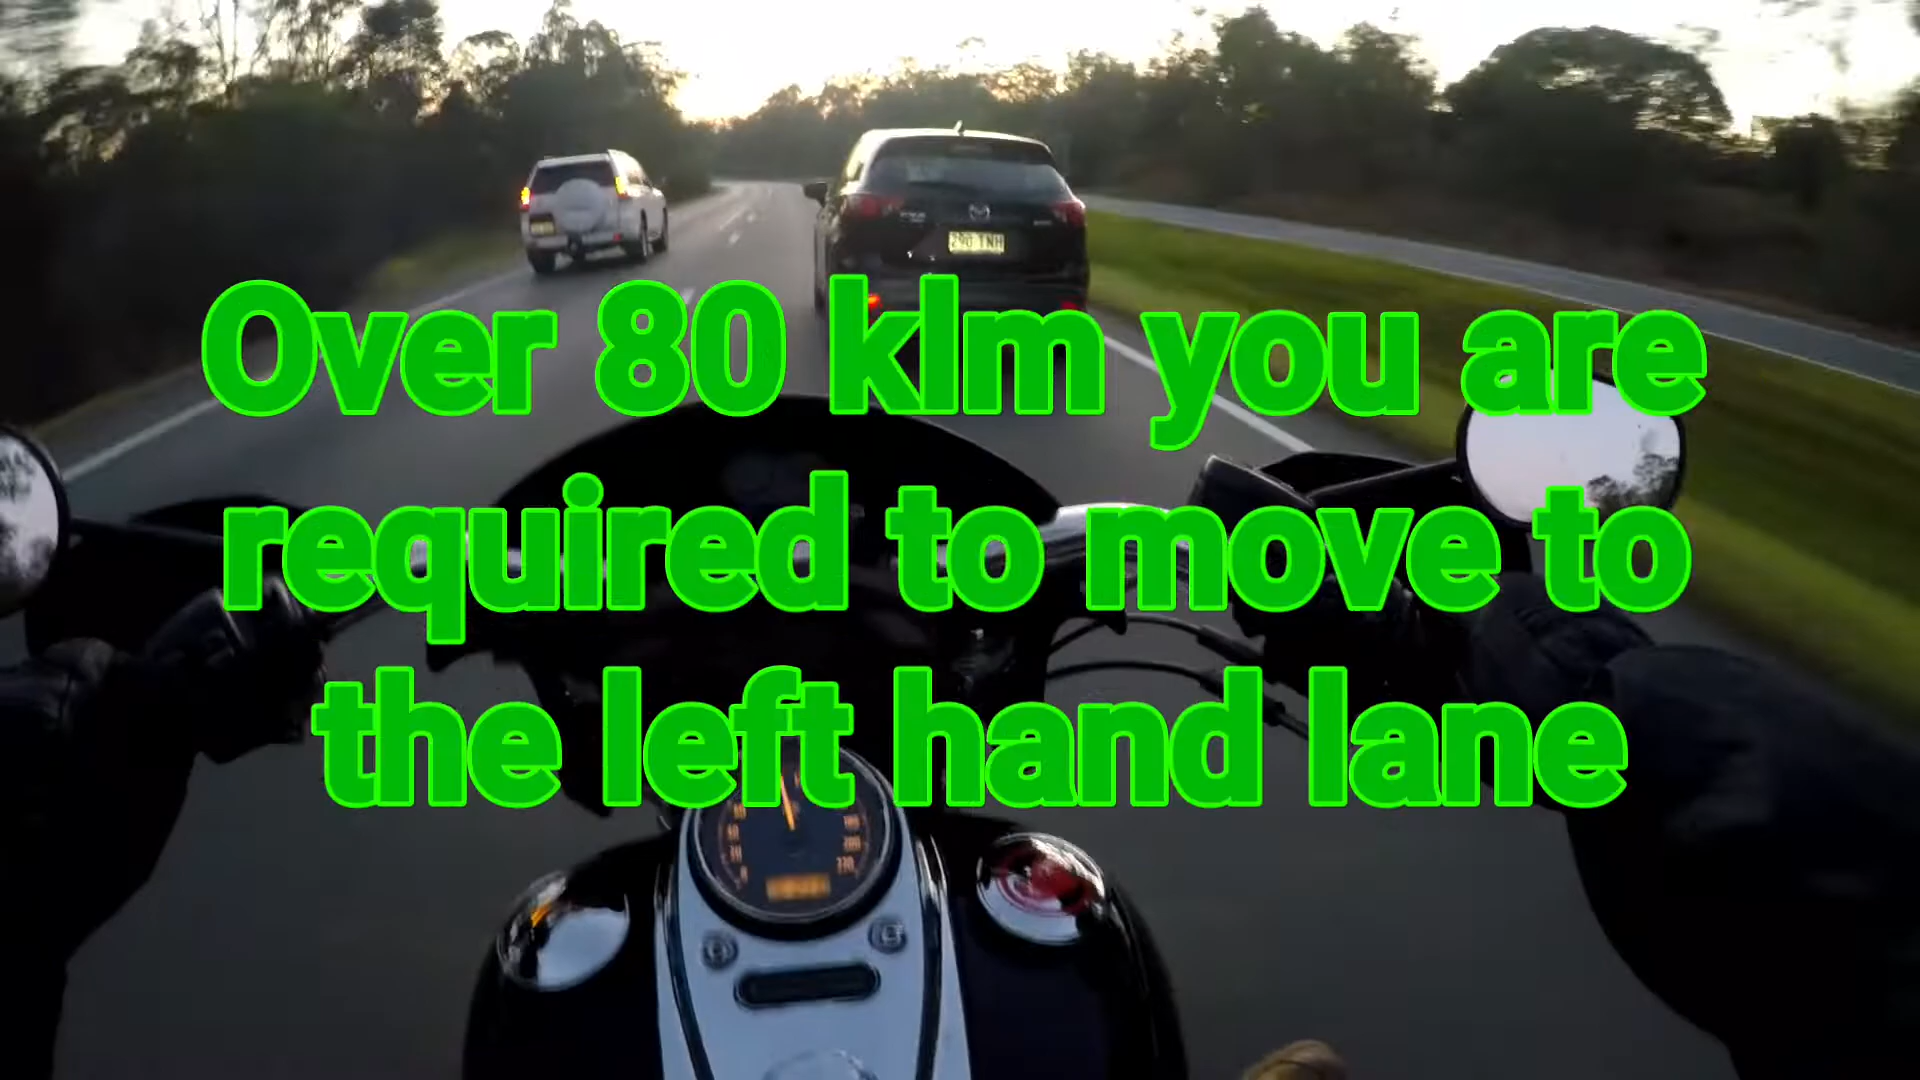 Over 80 klm you are
required to move to
the left hand lane